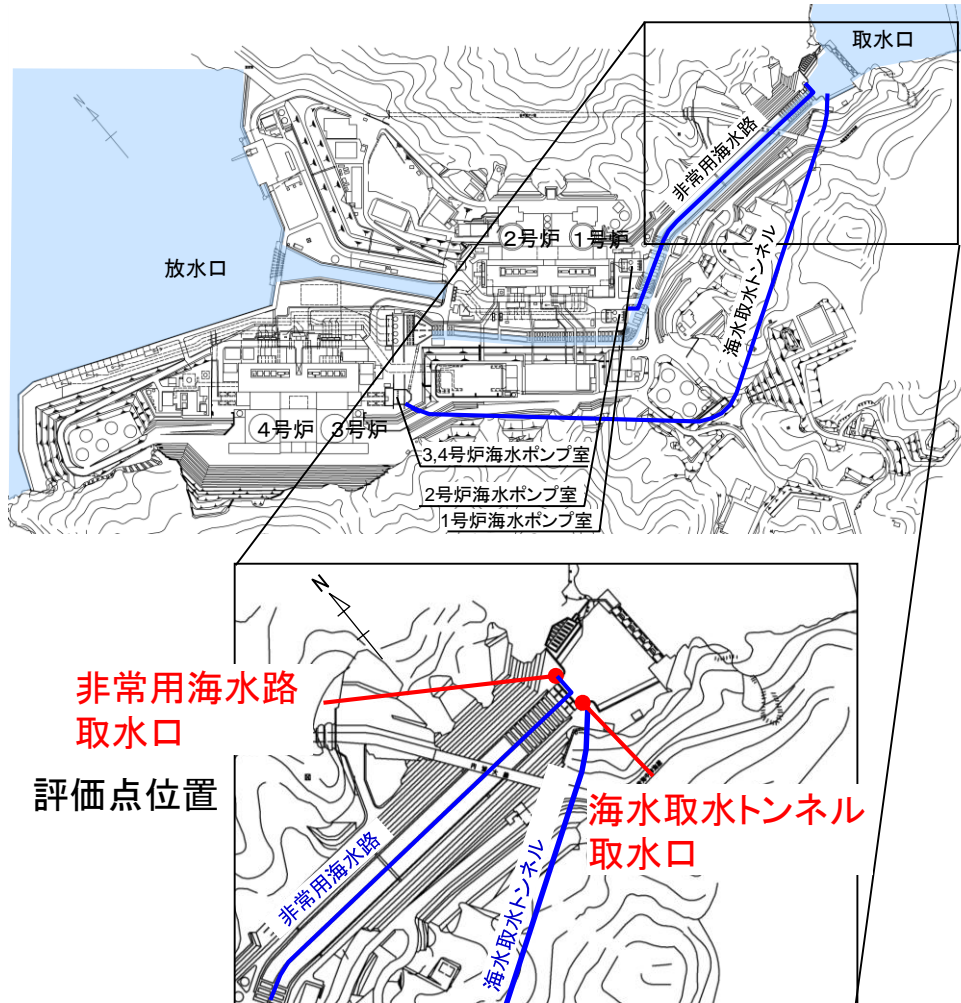 取水口
非常用海水路
2号炉
1号炉
放水口
海水取水トンネル
4号炉
3号炉
3,4号炉海水ポンプ室
2号炉海水ポンプ室
1号炉海水ポンプ室
N
非常用海水路
取水口
評価点位置
海水取水トンネル
取水口
非常用海水路
海水取水トンネル